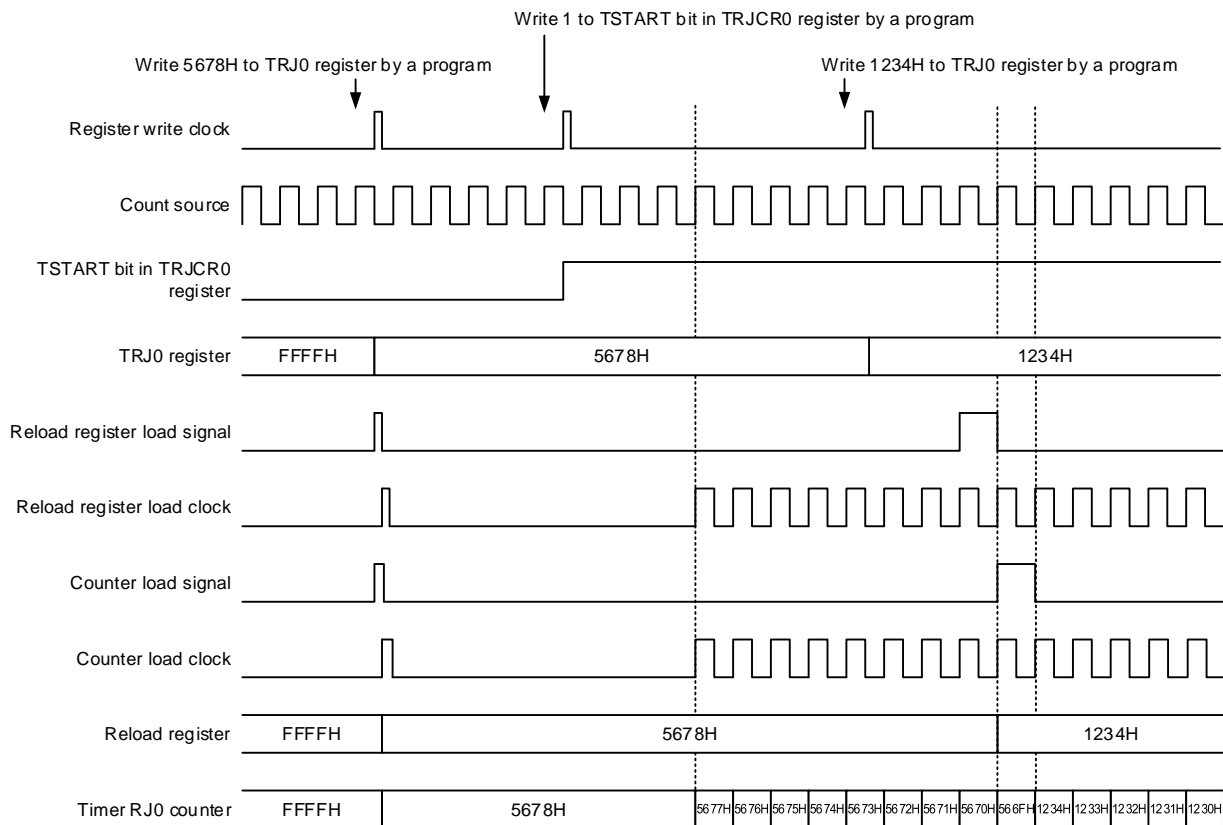 Write 1 to TSTART bit in TRJCR0 register by a program
Write 5678H to TRJ0 register by a program
Write 1234H to TRJ0 register by a program
Register write clock
Count source
TSTART bit in TRJCR0
register
TRJ0 register
FFFFH
5678H
1234H
Reload register load signal
Reload register load clock
Counter load signal
Counter load clock
Reload register
FFFFH
5678H
1234H
Timer RJ0 counter
FFFFH
5678H
5677H
5676H
5675H
5674H
5673H
5672H
5671H
5670H
566FH
1234H
1233H
1232H
1231H
1230H